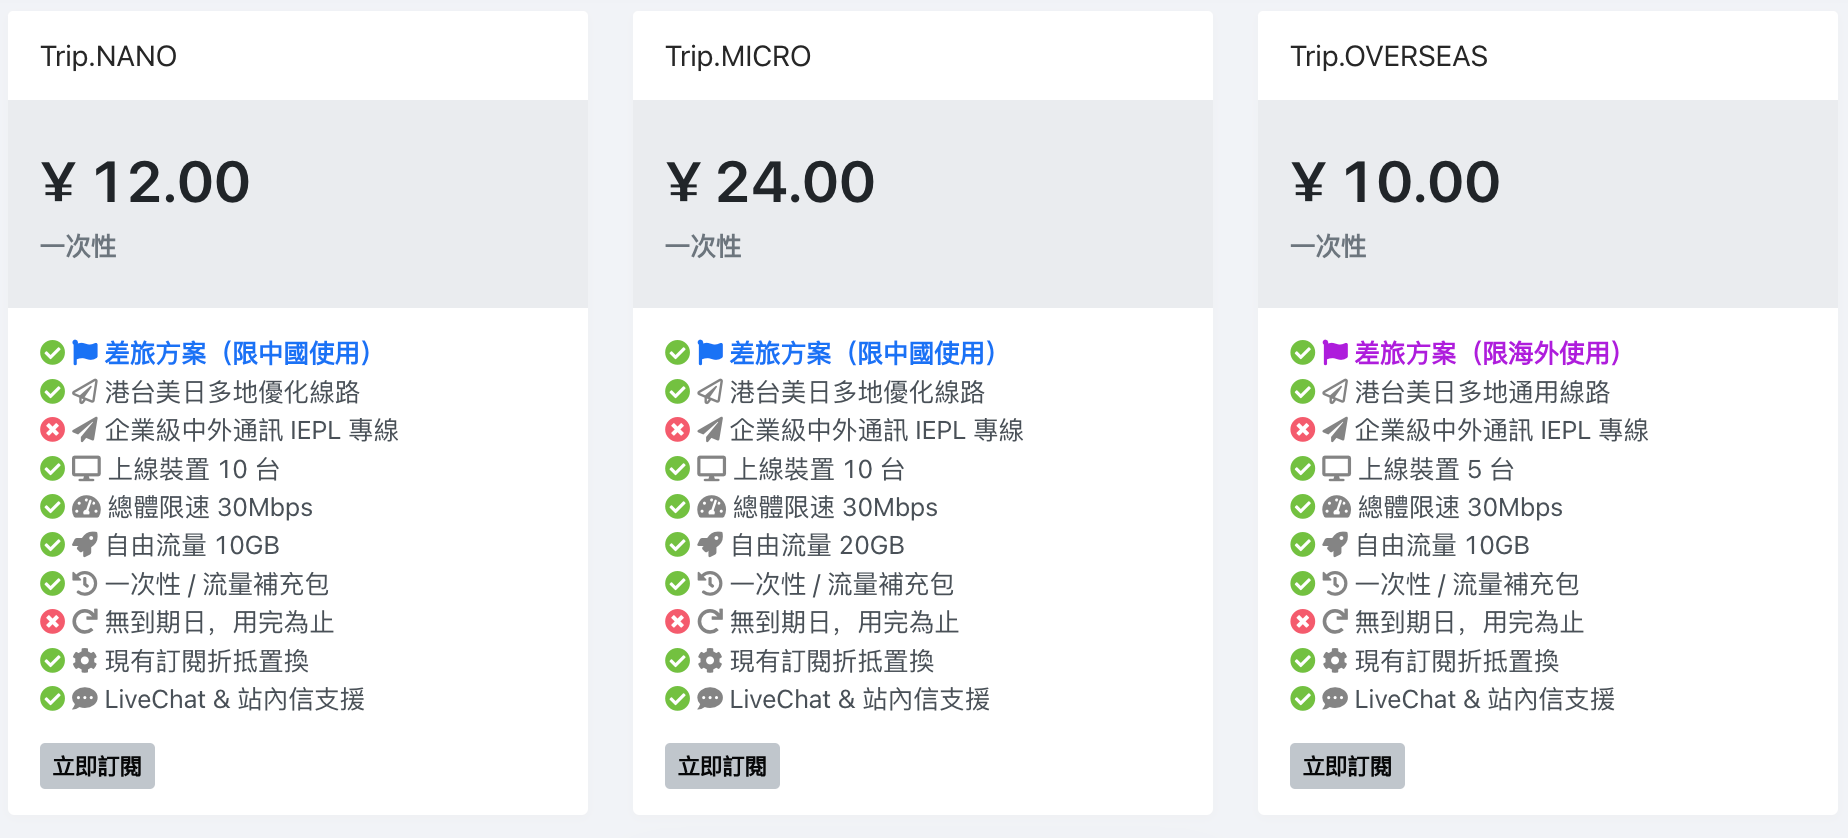 Trip.NANO
¥ 12.00
一次性
差旅方案（限中國使用）
港台美日多地優化線路
企業級中外通訊 IEPL 專線
上線裝置 10 台
總體限速 30Mbps
自由流量 10GB
一次性 / 流量補充包
無到期日，用完為止
現有訂閱折抵置換
LiveChat & 站內信支援
立即訂閱
Trip.MICRO
¥ 24.00
一次性
差旅方案（限中國使用）
港台美日多地優化線路
企業級中外通訊 IEPL 專線
上線裝置 10 台
總體限速 30Mbps
自由流量 20GB
一次性 / 流量補充包
無到期日，用完為止
現有訂閱折抵置換
LiveChat & 站內信支援
立即訂閱
Trip.OVERSEAS
¥ 10.00
一次性
差旅方案（限海外使用）
港台美日多地通用線路
企業級中外通訊 IEPL 專線
上線裝置 5 台
總體限速 30Mbps
自由流量 10GB
一次性 / 流量補充包
無到期日，用完為止
現有訂閱折抵置換
LiveChat & 站內信支援
立即訂閱